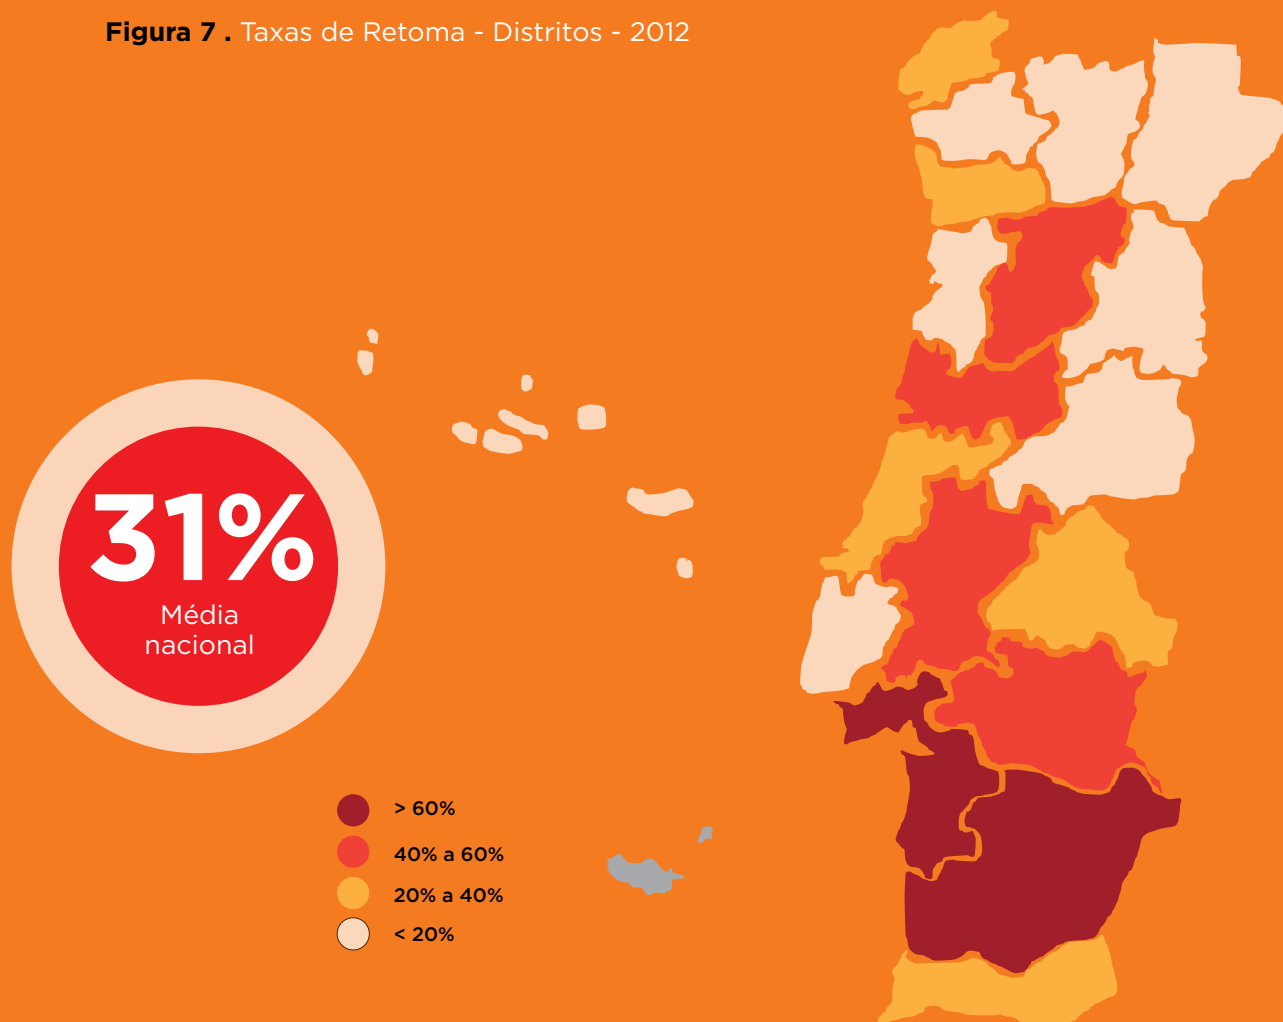 Figura 7 . Taxas de Retoma - Distritos - 2012
31%
Média
nacional
> 60%
40% a 60%
20% a 40%
< 20%